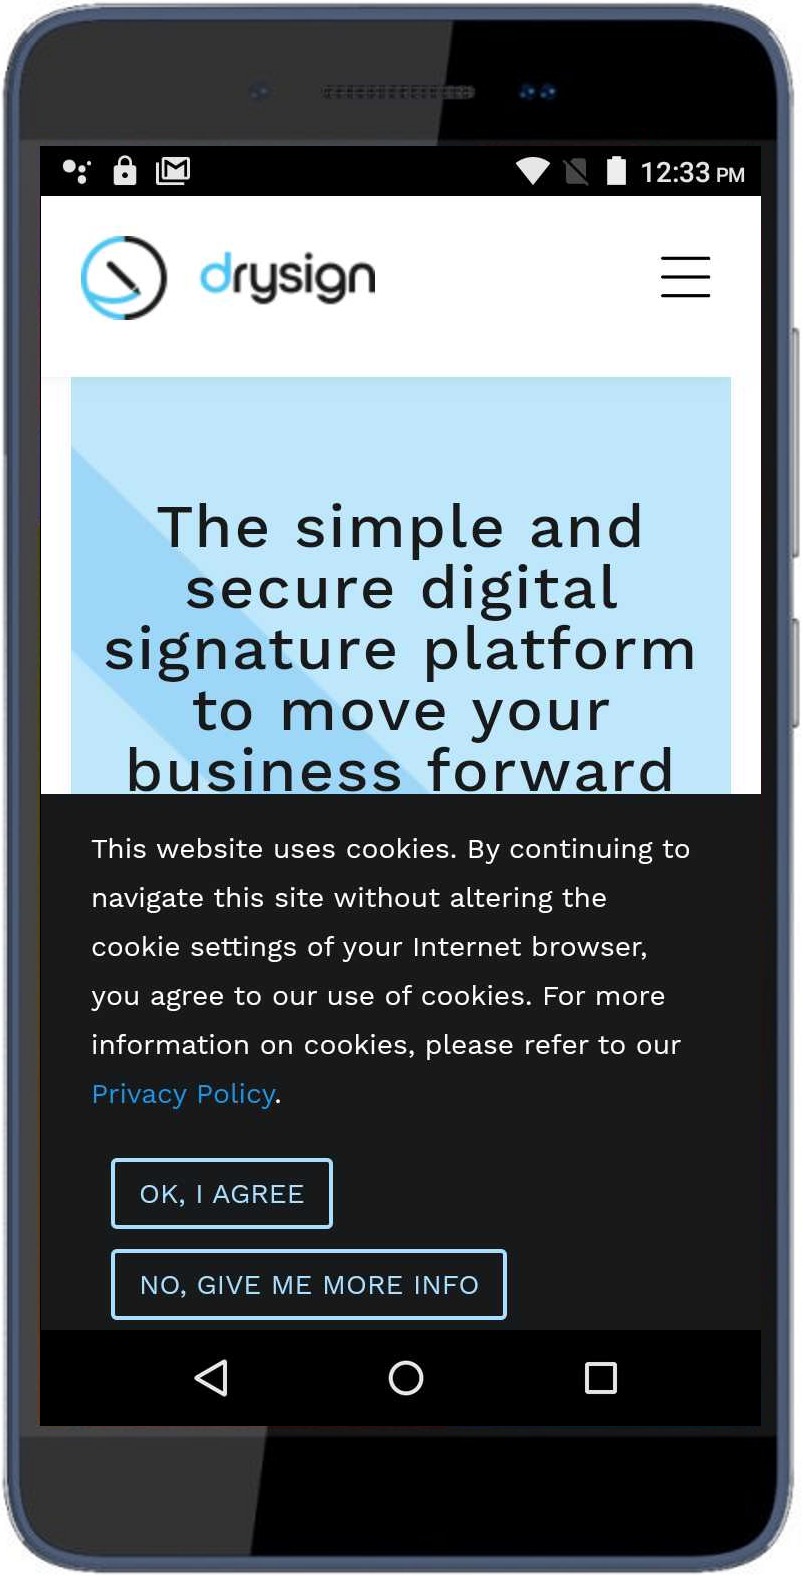 12:33 PM
drysign
The simple and
secure digital
signature platform
to move your
business forward
This website uses cookies. By continuing to
navigate this site without altering the
cookie settings of your Internet browser,
you agree to our use of cookies. For more
information on cookies, please refer to our
Privacy Policy.
OK, I AGREE
NO, GIVE ME MORE INFO